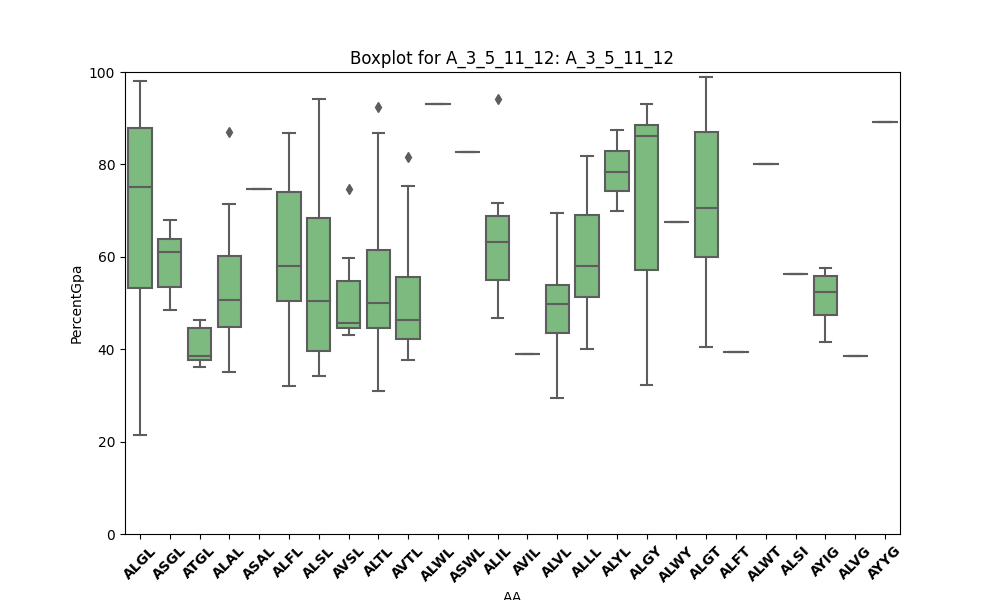 Boxplot for A_3_5_11_12: A_3_5_11_12
PercentGpa
100
80
60
40
20
0
ALGL ASGL ATGL ALAL ASAL ALFL ALSL AVSL ALTL AVTL ALWL ASWL ALIL AVIL ALVL ALLL ALYL ALGY ALWY ALGT ALFT ALWT ALSI AYIG ALVG AYYG
AA